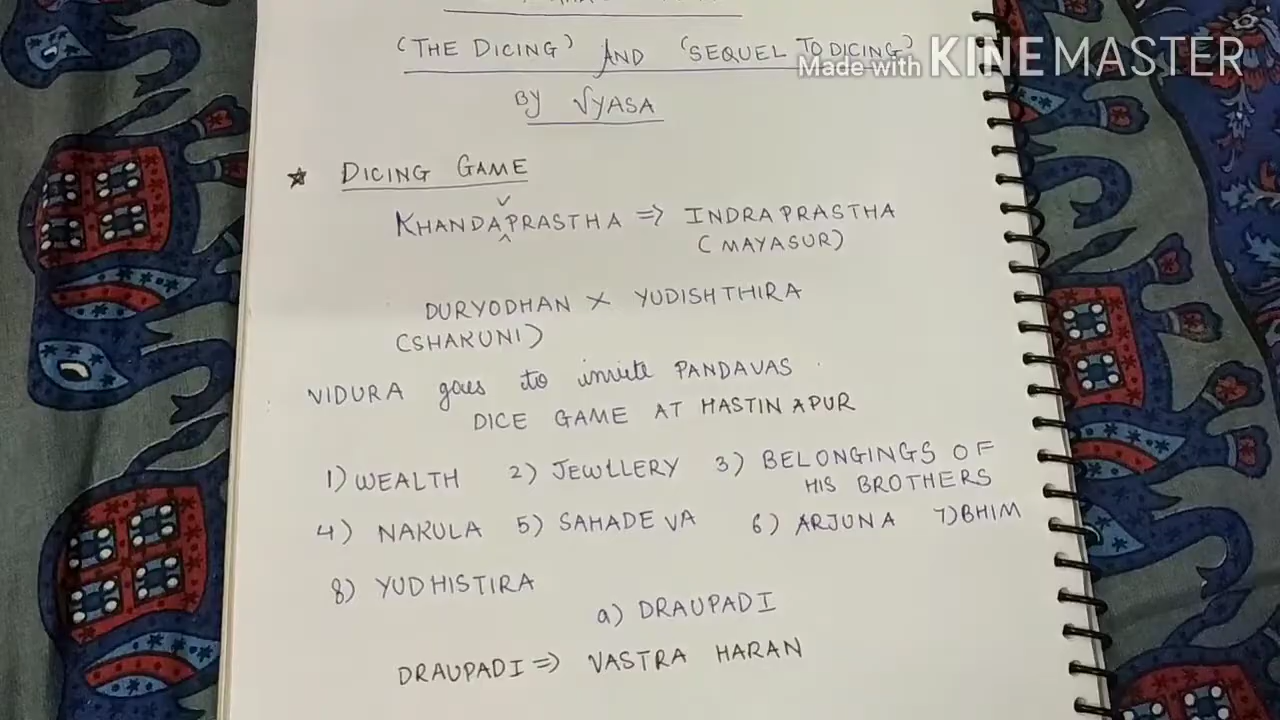 (THE DICING) AND (SEQUEL TO DICING)
Made with KINEMASTER
BY VYASA
★ DICING GAME
KHANDAPRASTHA ⇒ INDRAPRASTHA
(MAYASUR)
DURYODHAN × YUDISHTHIRA
(SHAKUNI)
VIDURA goes to invite PANDAVAS
DICE GAME AT HASTINAPUR
1) WEALTH 2) JEWLLERY 3) BELONGINGS OF
HIS BROTHERS
4) NAKULA 5) SAHADEVA 6) ARJUNA 7) BHIM
8) YUDHISTIRA
a) DRAUPADI
DRAUPADI ⇒ VASTRA HARAN